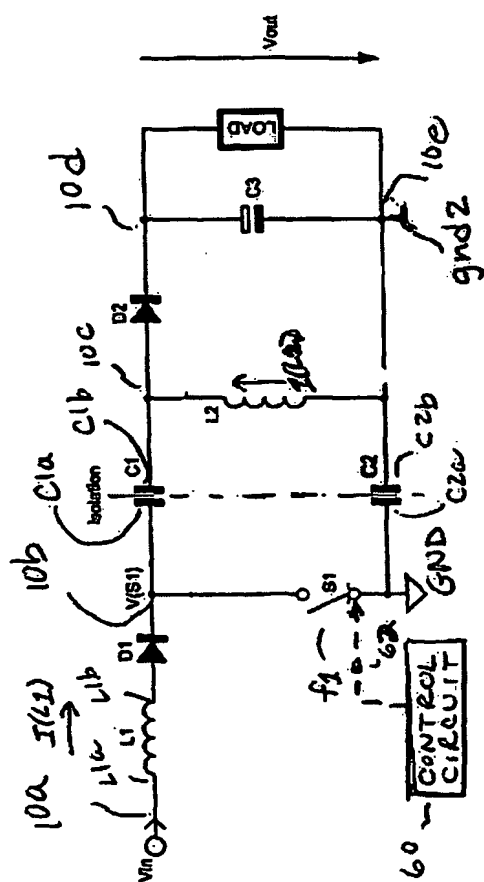 10a
I(L1)
L1a
L1b
L1
Vin
D1
10b
V(S1)
C1a
C1b
Isolation
C1
10c
D2
10d
Vout
L2
I(L2)
C3
LOAD
S1
f1
62
C2
C2a
C2b
GND
10e
gnd2
60
CONTROL
CIRCUIT